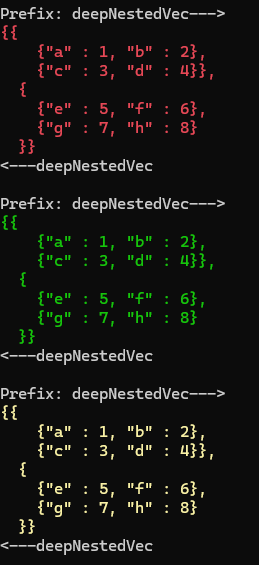 Prefix: deepNestedVec--->
{{
    {"a" : 1, "b" : 2},
    {"c" : 3, "d" : 4}},
  {
    {"e" : 5, "f" : 6},
    {"g" : 7, "h" : 8}
  }}
<---deepNestedVec

Prefix: deepNestedVec--->
{{
    {"a" : 1, "b" : 2},
    {"c" : 3, "d" : 4}},
  {
    {"e" : 5, "f" : 6},
    {"g" : 7, "h" : 8}
  }}
<---deepNestedVec

Prefix: deepNestedVec--->
{{
    {"a" : 1, "b" : 2},
    {"c" : 3, "d" : 4}},
  {
    {"e" : 5, "f" : 6},
    {"g" : 7, "h" : 8}
  }}
<---deepNestedVec